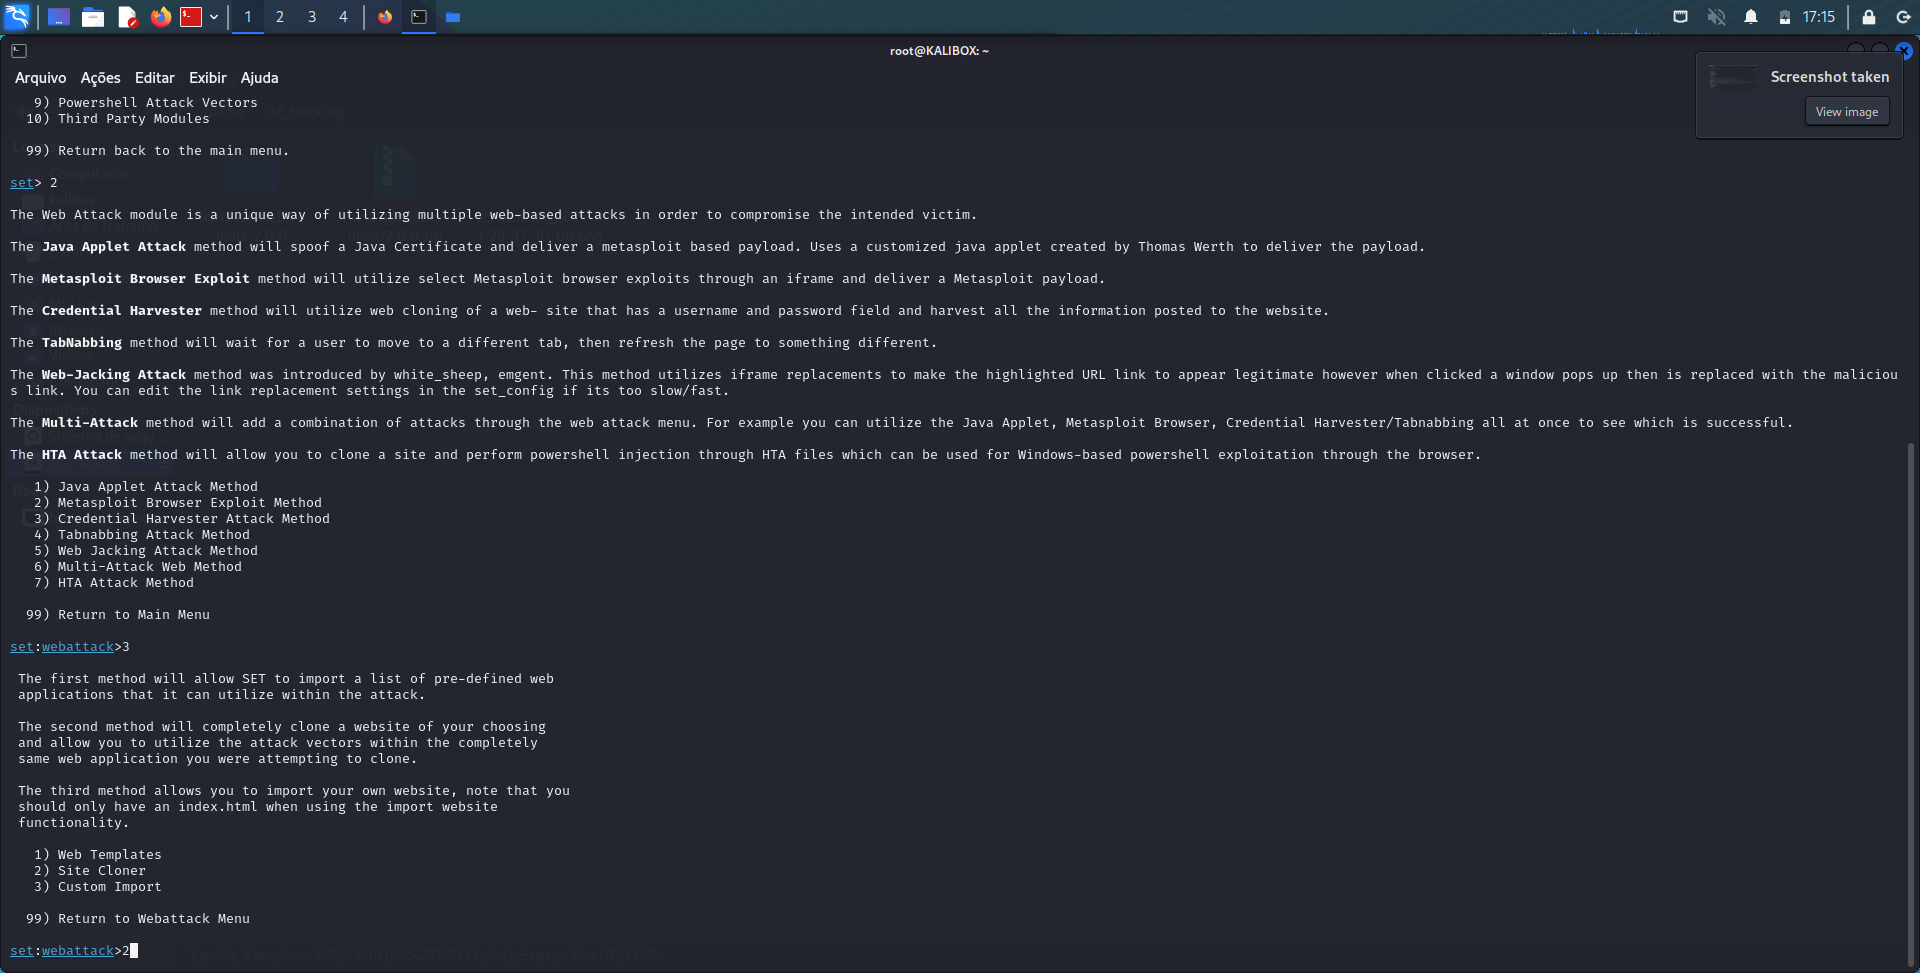 1 2 3 4 17:15
root@KALIBOX: ~
Arquivo Ações Editar Exibir Ajuda
Screenshot taken
View image
9) Powershell Attack Vectors
10) Third Party Modules
99) Return back to the main menu.
set> 2
The Web Attack module is a unique way of utilizing multiple web-based attacks in order to compromise the intended victim.
The Java Applet Attack method will spoof a Java Certificate and deliver a metasploit based payload. Uses a customized java applet created by Thomas Werth to deliver the payload.
The Metasploit Browser Exploit method will utilize select Metasploit browser exploits through an iframe and deliver a Metasploit payload.
The Credential Harvester method will utilize web cloning of a web- site that has a username and password field and harvest all the information posted to the website.
The TabNabbing method will wait for a user to move to a different tab, then refresh the page to something different.
The Web-Jacking Attack method was introduced by white_sheep, emgent. This method utilizes iframe replacements to make the highlighted URL link to appear legitimate however when clicked a window pops up then is replaced with the maliciou
s link. You can edit the link replacement settings in the set_config if its too slow/fast.
The Multi-Attack method will add a combination of attacks through the web attack menu. For example you can utilize the Java Applet, Metasploit Browser, Credential Harvester/Tabnabbing all at once to see which is successful.
The HTA Attack method will allow you to clone a site and perform powershell injection through HTA files which can be used for Windows-based powershell exploitation through the browser.
1) Java Applet Attack Method
2) Metasploit Browser Exploit Method
3) Credential Harvester Attack Method
4) Tabnabbing Attack Method
5) Web Jacking Attack Method
6) Multi-Attack Web Method
7) HTA Attack Method
99) Return to Main Menu
set:webattack>3
The first method will allow SET to import a list of pre-defined web
applications that it can utilize within the attack.
The second method will completely clone a website of your choosing
and allow you to utilize the attack vectors within the completely
same web application you were attempting to clone.
The third method allows you to import your own website, note that you
should only have an index.html when using the import website
functionality.
1) Web Templates
2) Site Cloner
3) Custom Import
99) Return to Webattack Menu
set:webattack>2